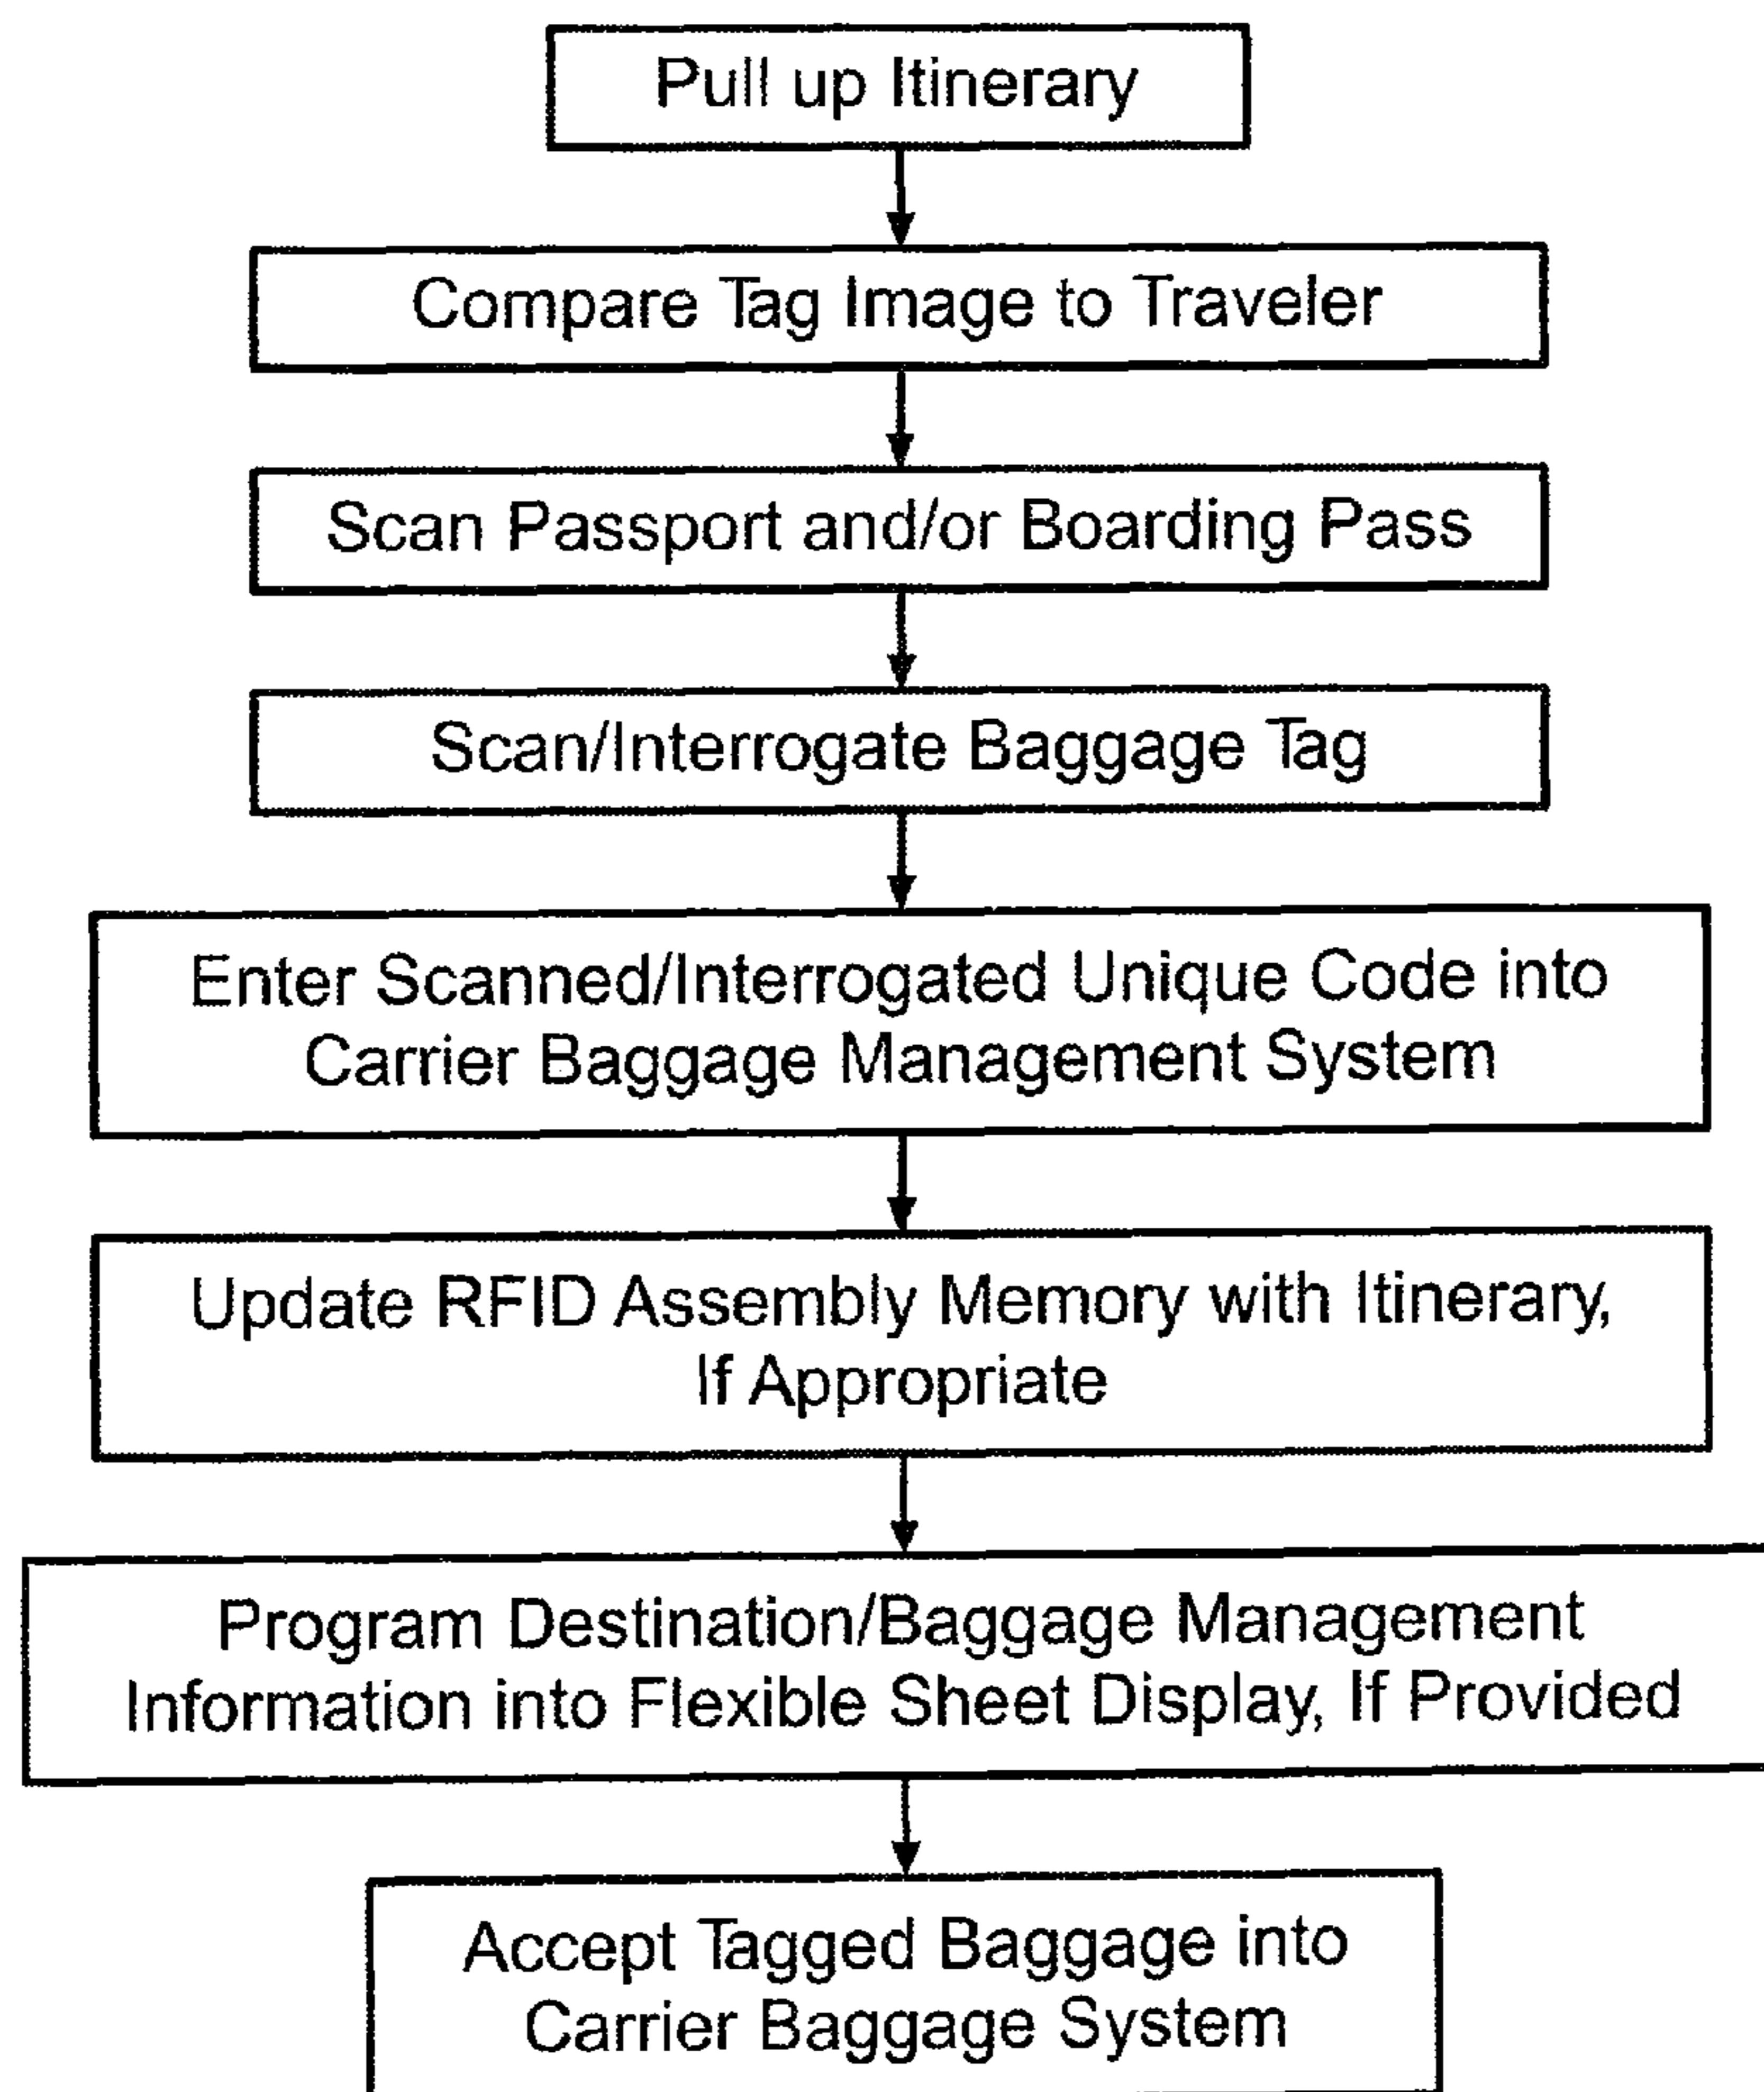 Pull up Itinerary
Compare Tag Image to Traveler
Scan Passport and/or Boarding Pass
Scan/Interrogate Baggage Tag
Enter Scanned/Interrogated Unique Code into
Carrier Baggage Management System
Update RFID Assembly Memory with Itinerary,
If Appropriate
Program Destination/Baggage Management
Information into Flexible Sheet Display, If Provided
Accept Tagged Baggage into
Carrier Baggage System